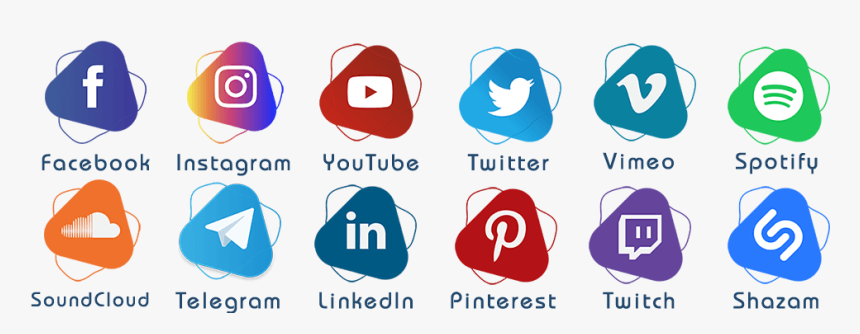 Facebook Instagram YouTube Twitter Vimeo Spotify
SoundCloud Telegram LinkedIn Pinterest Twitch Shazam